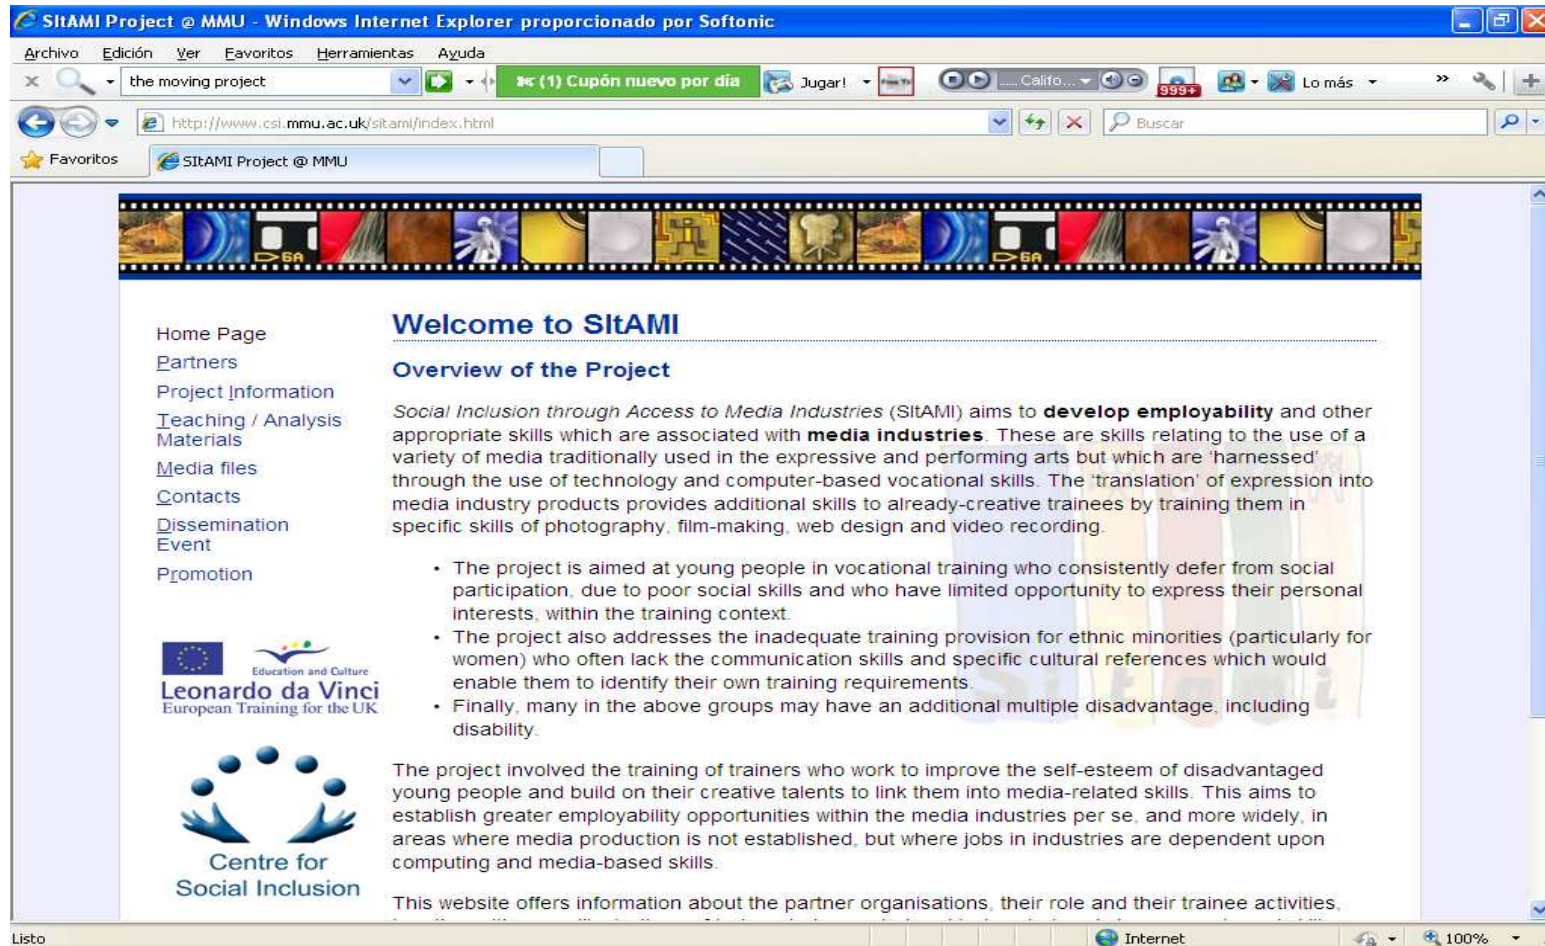 SItAMI Project @ MMU - Windows Internet Explorer proporcionado por Softonic
Archivo Edición Ver Favoritos Herramientas Ayuda
the moving project (1) Cupón nuevo por día Jugar! Free TV ..... Califo... 999+ Lo más »
http://www.csi.mmu.ac.uk/sitami/index.html Buscar
Favoritos SItAMI Project @ MMU
6A 6A
Welcome to SItAMI
Overview of the Project
Social Inclusion through Access to Media Industries (SItAMI) aims to develop employability and other
appropriate skills which are associated with media industries. These are skills relating to the use of a
variety of media traditionally used in the expressive and performing arts but which are 'harnessed'
through the use of technology and computer-based vocational skills. The 'translation' of expression into
media industry products provides additional skills to already-creative trainees by training them in
specific skills of photography, film-making, web design and video recording.
• The project is aimed at young people in vocational training who consistently defer from social
participation, due to poor social skills and who have limited opportunity to express their personal
interests, within the training context.
• The project also addresses the inadequate training provision for ethnic minorities (particularly for
women) who often lack the communication skills and specific cultural references which would
enable them to identify their own training requirements.
• Finally, many in the above groups may have an additional multiple disadvantage, including
disability.
The project involved the training of trainers who work to improve the self-esteem of disadvantaged
young people and build on their creative talents to link them into media-related skills. This aims to
establish greater employability opportunities within the media industries per se, and more widely, in
areas where media production is not established, but where jobs in industries are dependent upon
computing and media-based skills.
This website offers information about the partner organisations, their role and their trainee activities,
Sitami
Home Page
Partners
Project Information
Teaching / Analysis
Materials
Media files
Contacts
Dissemination
Event
Promotion
Education and Culture
Leonardo da Vinci
European Training for the UK
Centre for
Social Inclusion
Listo Internet 100%